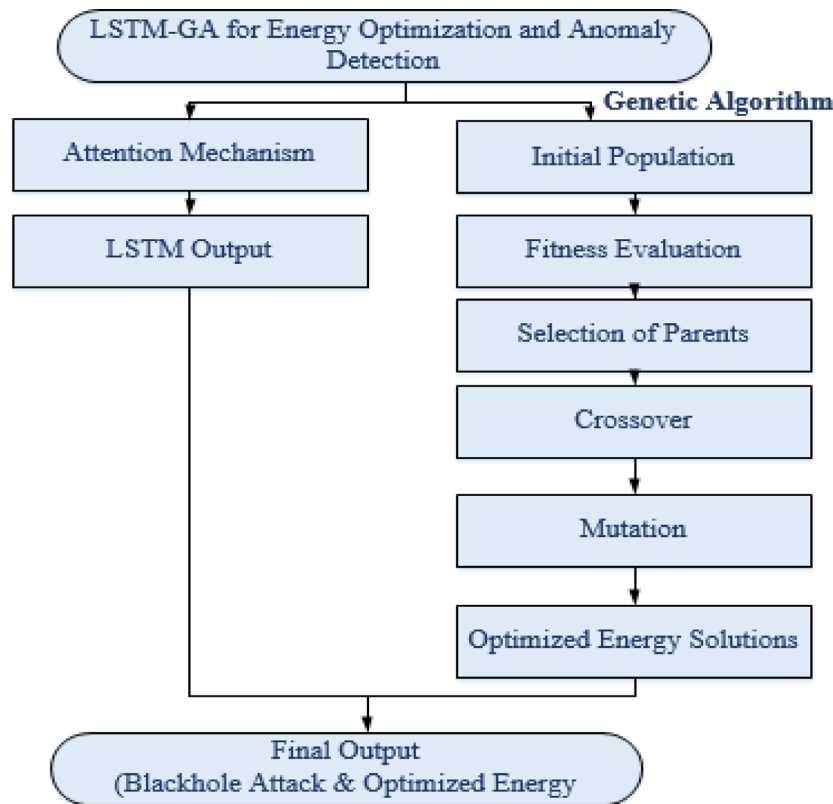 LSTM-GA for Energy Optimization and Anomaly
Detection
Genetic Algorithm
Attention Mechanism
Initial Population
LSTM Output
Fitness Evaluation
Selection of Parents
Crossover
Mutation
Optimized Energy Solutions
Final Output
(Blackhole Attack & Optimized Energy